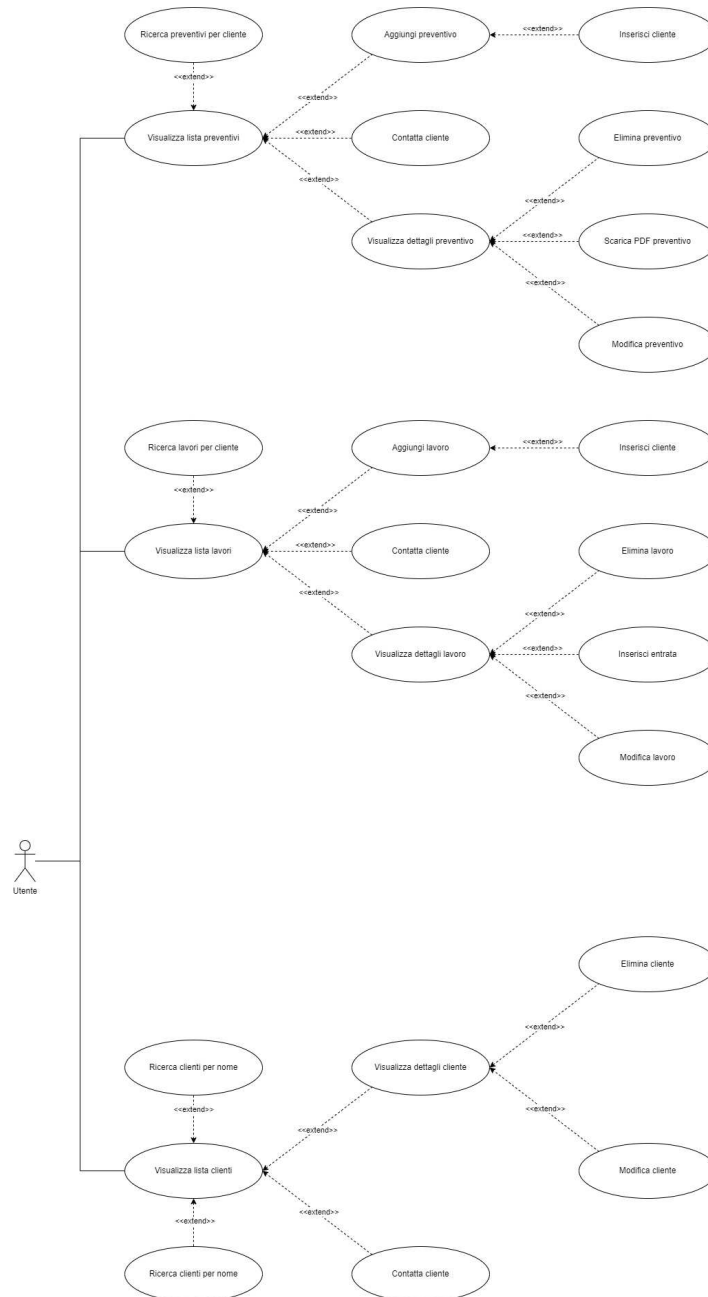 Ricerca preventivi per cliente
Aggiungi preventivo
Inserisci cliente
<<extend>>
<<extend>>
<<extend>>
Visualizza lista preventivi
<<extend>>
Contatta cliente
Elimina preventivo
<<extend>>
<<extend>>
Visualizza dettagli preventivo
<<extend>>
Scarica PDF preventivo
<<extend>>
Modifica preventivo
Ricerca lavori per cliente
Aggiungi lavoro
<<extend>>
Inserisci cliente
<<extend>>
<<extend>>
Visualizza lista lavori
<<extend>>
Contatta cliente
Elimina lavoro
<<extend>>
<<extend>>
Visualizza dettagli lavoro
<<extend>>
Inserisci entrata
<<extend>>
Modifica lavoro
Utente
Elimina cliente
<<extend>>
Ricerca clienti per nome
Visualizza dettagli cliente
<<extend>>
<<extend>>
<<extend>>
Visualizza lista clienti
Modifica cliente
<<extend>>
<<extend>>
Ricerca clienti per nome
Contatta cliente